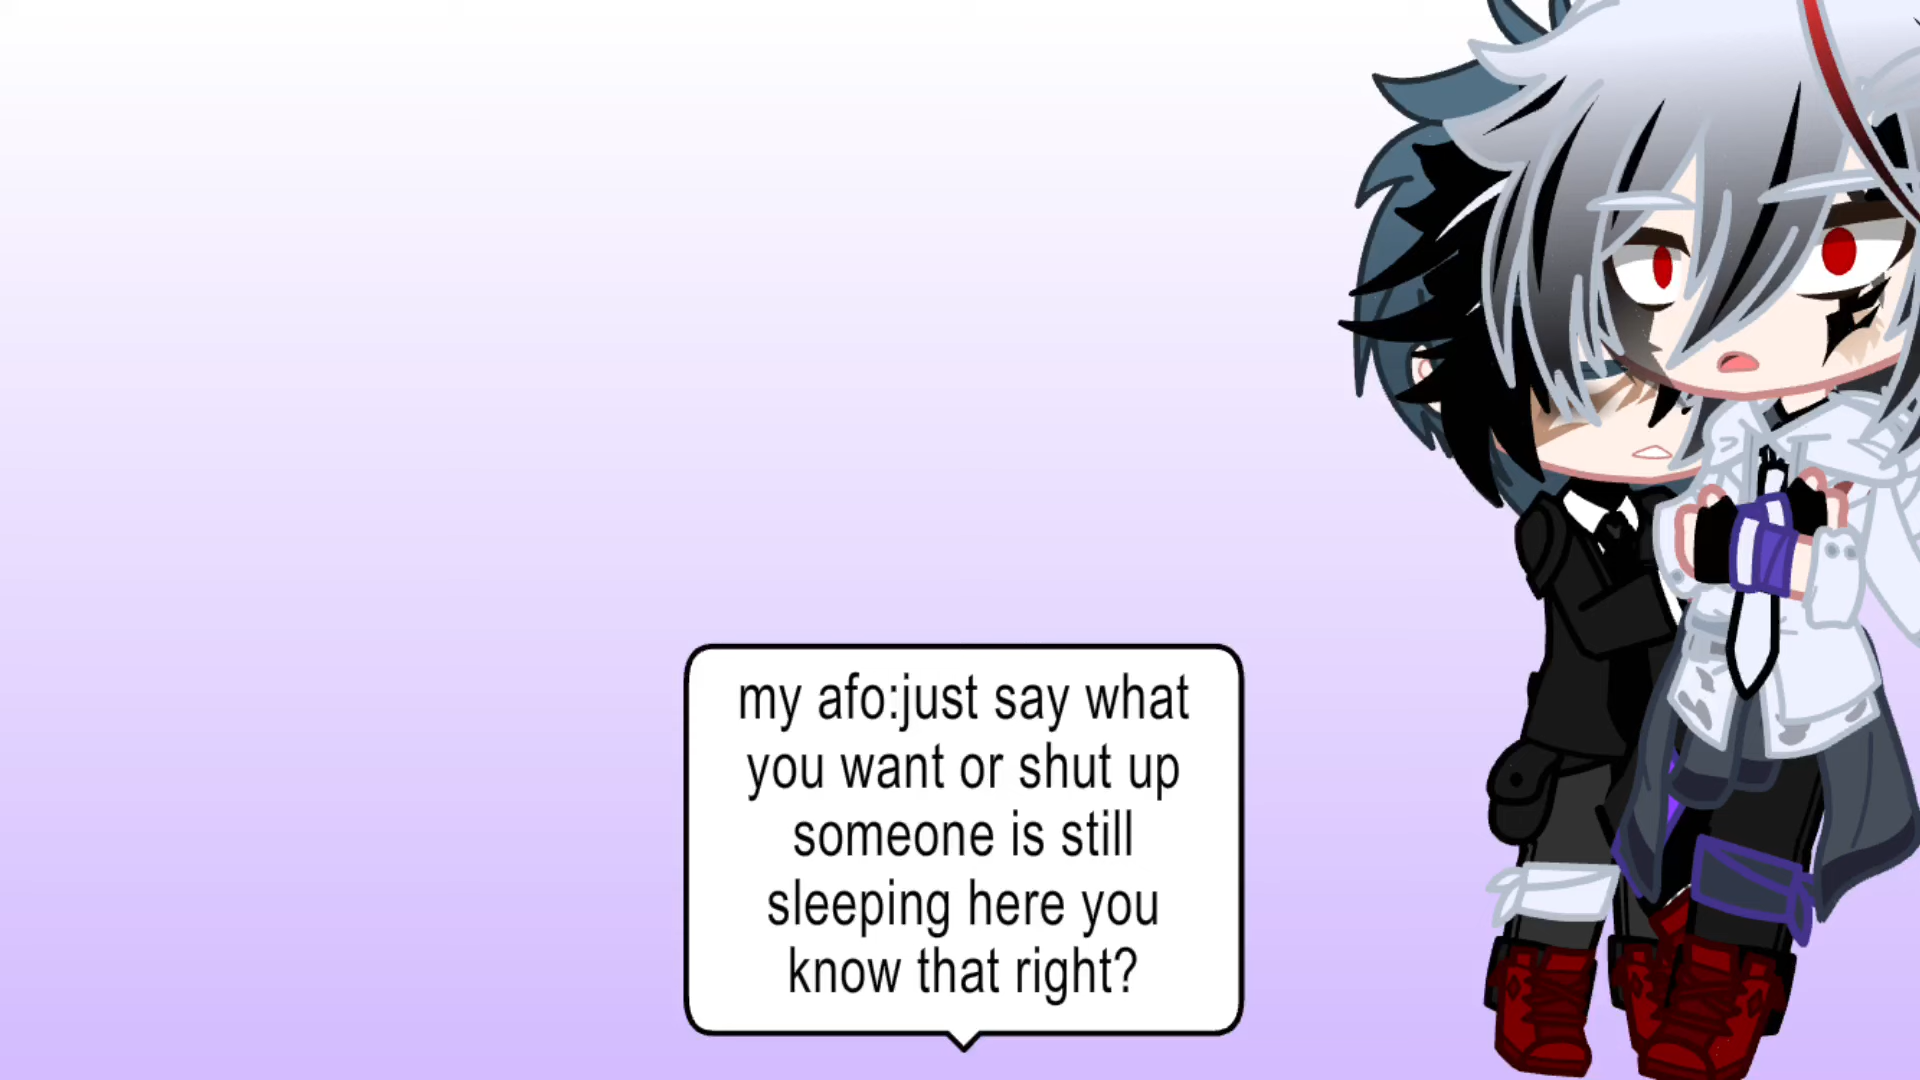 my afo:just say what
you want or shut up
someone is still
sleeping here you
know that right?